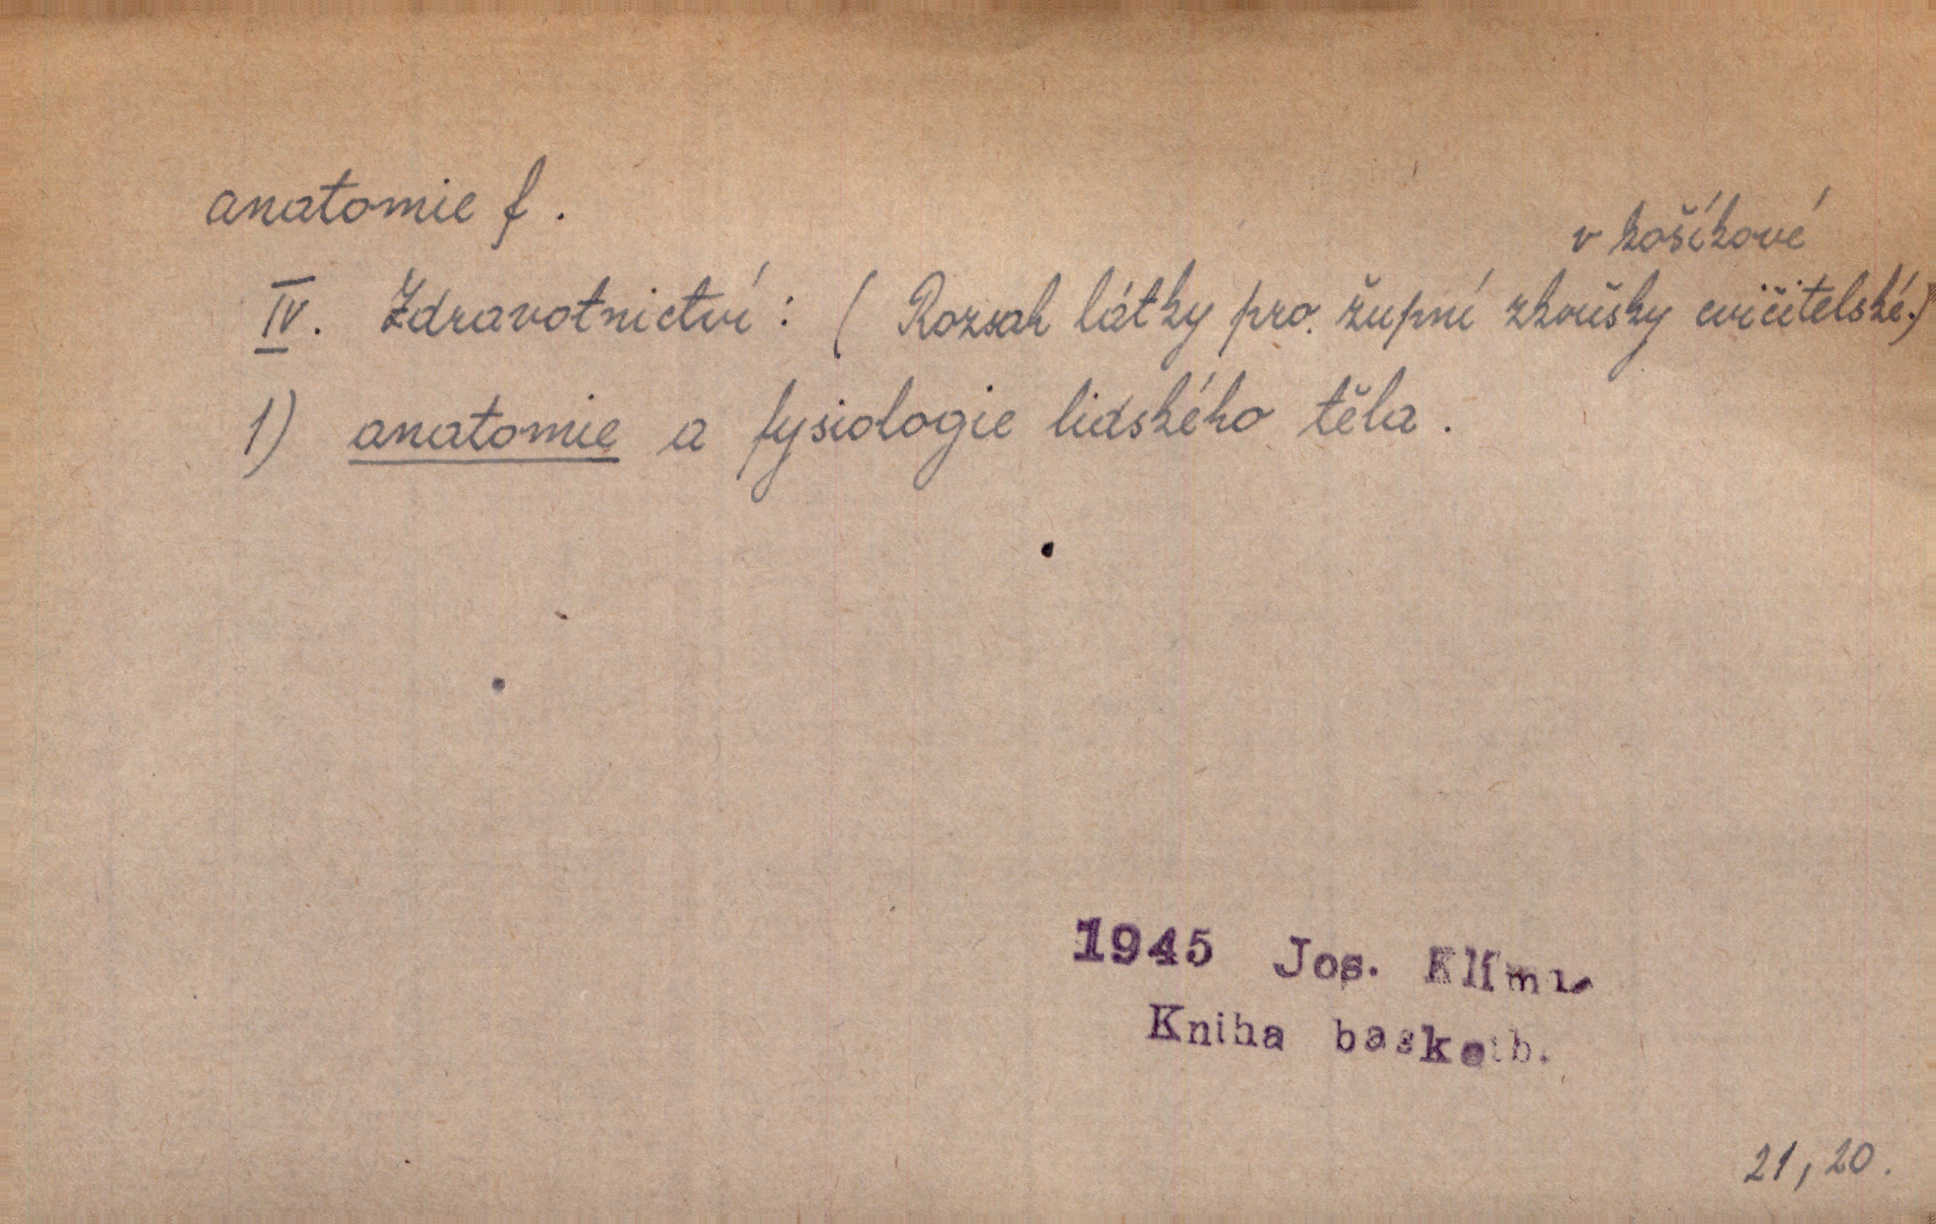 anatomie f.
v košíkové
IV. Zdravotnictví: (Rozsah látky pro župní zkoušky cvičitelské.)
1) anatomie a fysiologie lidského těla.
1945 Jos. Klíma
Kniha basketb.
21, 20.